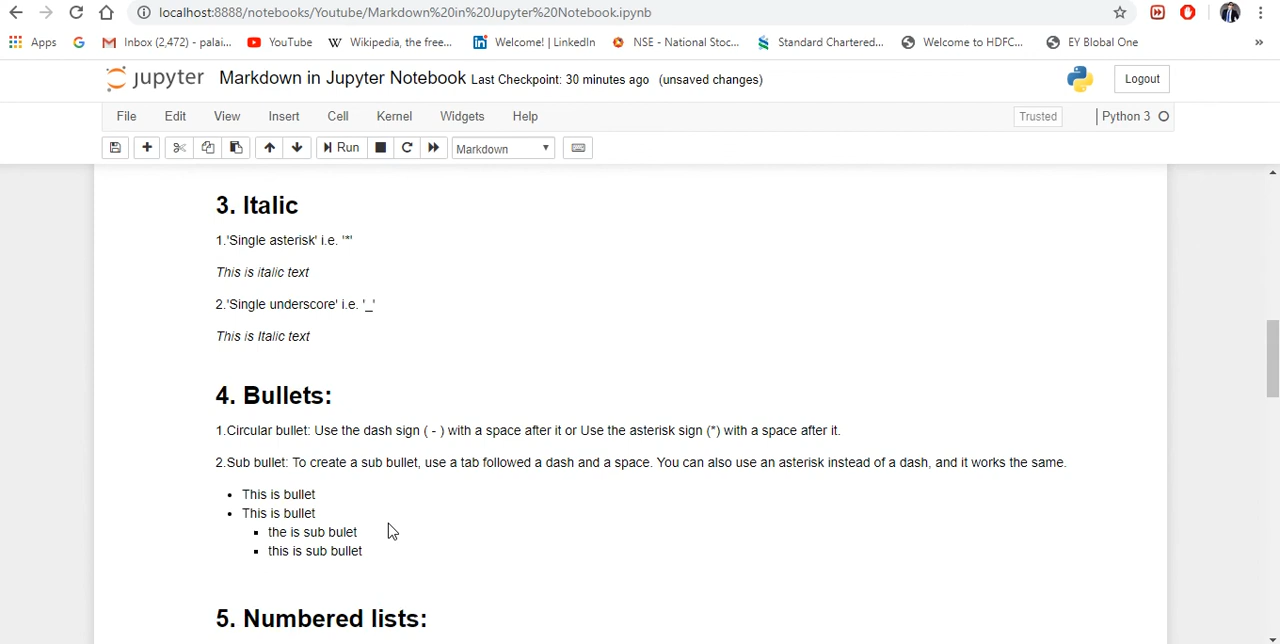 localhost:8888/notebooks/Youtube/Markdown%20in%20Jupyter%20Notebook.ipynb
Apps Inbox (2,472) - palai... YouTube Wikipedia, the free... Welcome! | LinkedIn NSE - National Stoc... Standard Chartered... Welcome to HDFC... EY Blobal One »
jupyter Markdown in Jupyter Notebook Last Checkpoint: 30 minutes ago (unsaved changes) Logout
File Edit View Insert Cell Kernel Widgets Help Trusted Python 3
Run Markdown
3. Italic
1.'Single asterisk' i.e. '*'
This is italic text
2.'Single underscore' i.e. '_'
This is Italic text
4. Bullets:
1.Circular bullet: Use the dash sign ( - ) with a space after it or Use the asterisk sign (*) with a space after it.
2.Sub bullet: To create a sub bullet, use a tab followed a dash and a space. You can also use an asterisk instead of a dash, and it works the same.
• This is bullet
• This is bullet
▪ the is sub bulet
▪ this is sub bullet
5. Numbered lists: